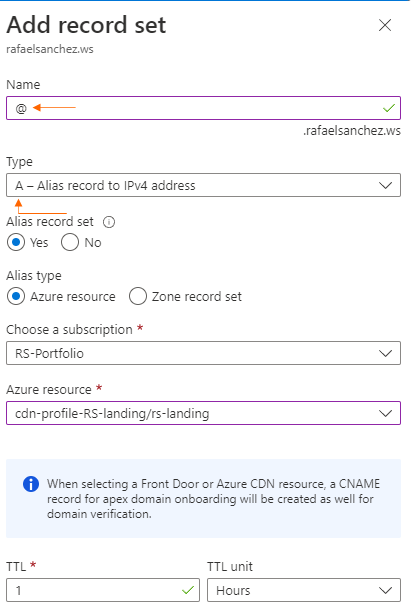 Add record set
rafaelsanchez.ws
Name
@
.rafaelsanchez.ws
Type
A – Alias record to IPv4 address
Alias record set
Yes No
Alias type
Azure resource Zone record set
Choose a subscription *
RS-Portfolio
Azure resource *
cdn-profile-RS-landing/rs-landing
When selecting a Front Door or Azure CDN resource, a CNAME
record for apex domain onboarding will be created as well for
domain verification.
TTL * TTL unit
1 Hours